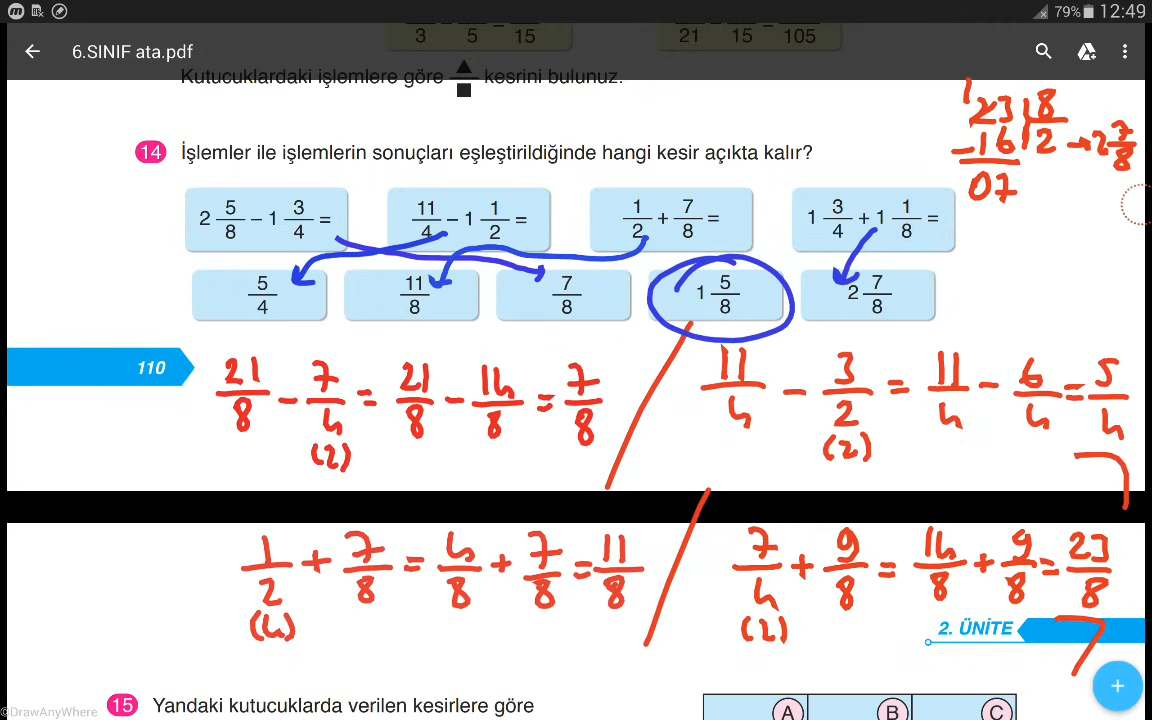 79% 12:49
6.SINIF ata.pdf
3 5 15 21 15 105
Kutucuklardaki işlemlere göre ▲/■ kesrini bulunuz.
14 İşlemler ile işlemlerin sonuçları eşleştirildiğinde hangi kesir açıkta kalır?
2 5/8 − 1 3/4 = 11/4 − 1 1/2 = 1/2 + 7/8 = 1 3/4 + 1 1/8 =
5/4 11/8 7/8 1 5/8 2 7/8
23 8
−16 2 → 2 7/8
07
110
21/8 − 7/4 = 21/8 − 14/8 = 7/8
(2)
11/4 − 3/2 = 11/4 − 6/4 = 5/4
(2)
1/2 + 7/8 = 4/8 + 7/8 = 11/8
(4)
7/4 + 9/8 = 14/8 + 9/8 = 23/8
(2)
2. ÜNİTE
15 Yandaki kutucuklarda verilen kesirlere göre
A B C
©DrawAnyWhere